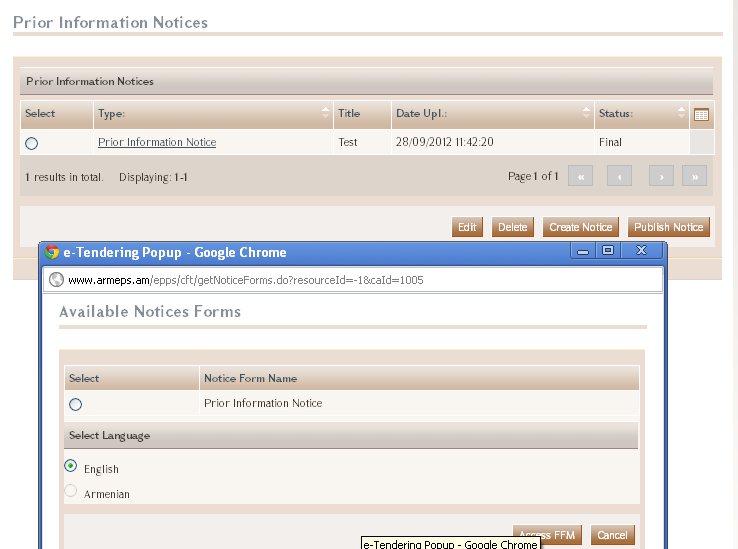 Prior Information Notices
Prior Information Notices
Select Type: Title Date Upl.: Status:
Prior Information Notice Test 28/09/2012 11:42:20 Final
1 results in total. Displaying: 1-1 Page 1 of 1 « ‹ › »
Edit Delete Create Notice Publish Notice
e-Tendering Popup - Google Chrome
www.armeps.am/epps/cft/getNoticeForms.do?resourceId=-1&caId=1005
Available Notices Forms
Select Notice Form Name
Prior Information Notice
Select Language
English
Armenian
Access FFM Cancel
e-Tendering Popup - Google Chrome